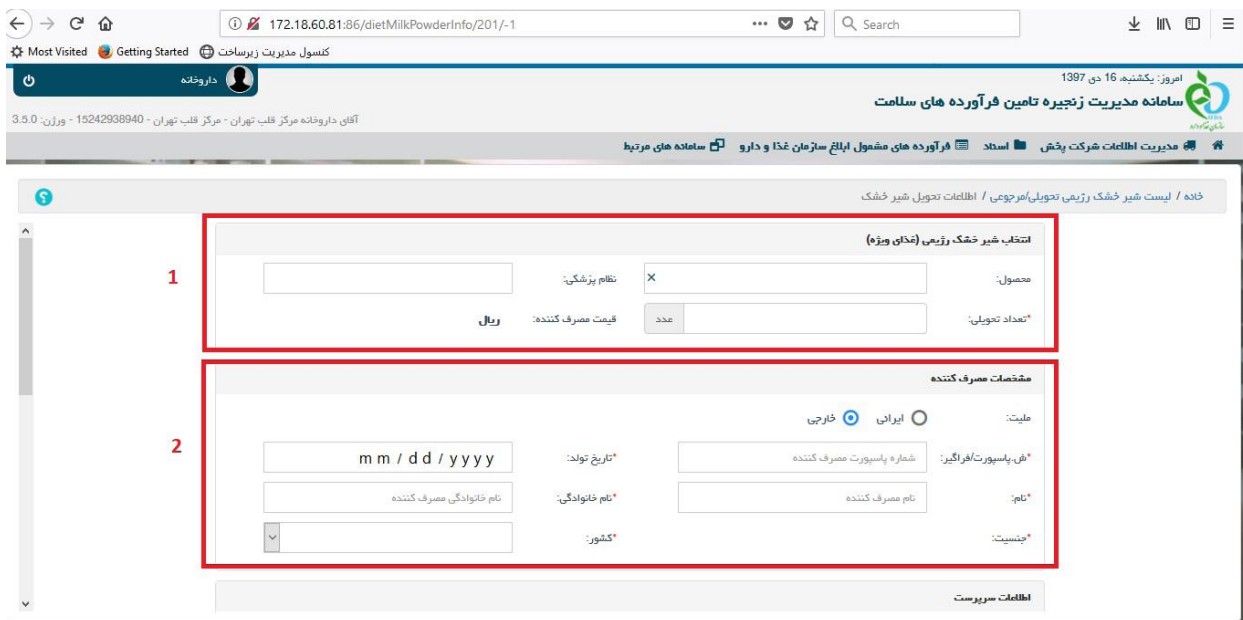 172.18.60.81:86/dietMilkPowderInfo/201/-1
Search
Most Visited Getting Started کنسول مدیریت زیرساخت
امروز: یکشنبه، 16 دی 1397
سامانه مدیریت زنجیره تامین فرآورده های سلامت
داروخانه
آقای داروخانه مرکز قلب تهران - مرکز قلب تهران - 15242938940 - ورژن: 3.5.0
مدیریت اطلاعات شرکت پخش اسناد فرآورده های مشمول ابلاغ سازمان غذا و دارو سامانه های مرتبط
خانه / لیست شیر خشک رژیمی تحویلی/مرجوعی / اطلاعات تحویل شیر خشک
1
انتخاب شیر خشک رژیمی (غذای ویژه)
محصول: × نظام پزشکی:
*تعداد تحویلی: عدد قیمت مصرف کننده: ریال
2
مشخصات مصرف کننده
ملیت: ایرانی خارجی
*ش.پاسپورت/فراگیر: شماره پاسپورت مصرف کننده *تاریخ تولد: mm/dd/yyyy
*نام: نام مصرف کننده *نام خانوادگی: نام خانوادگی مصرف کننده
*جنسیت: *کشور:
اطلاعات سرپرست